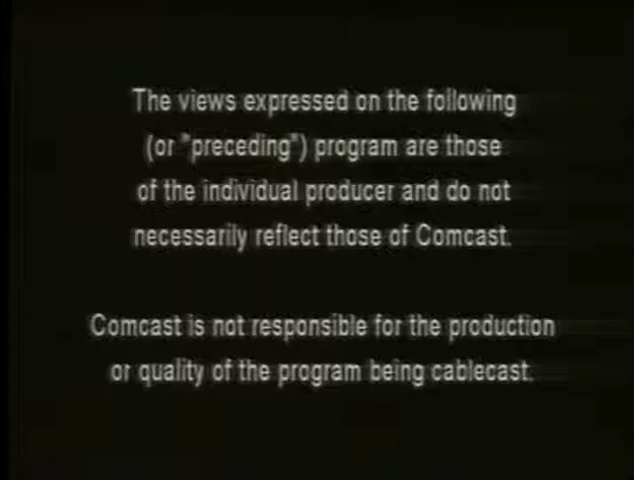 The views expressed on the following
(or "preceding") program are those
of the individual producer and do not
necessarily reflect those of Comcast.
Comcast is not responsible for the production
or quality of the program being cablecast.